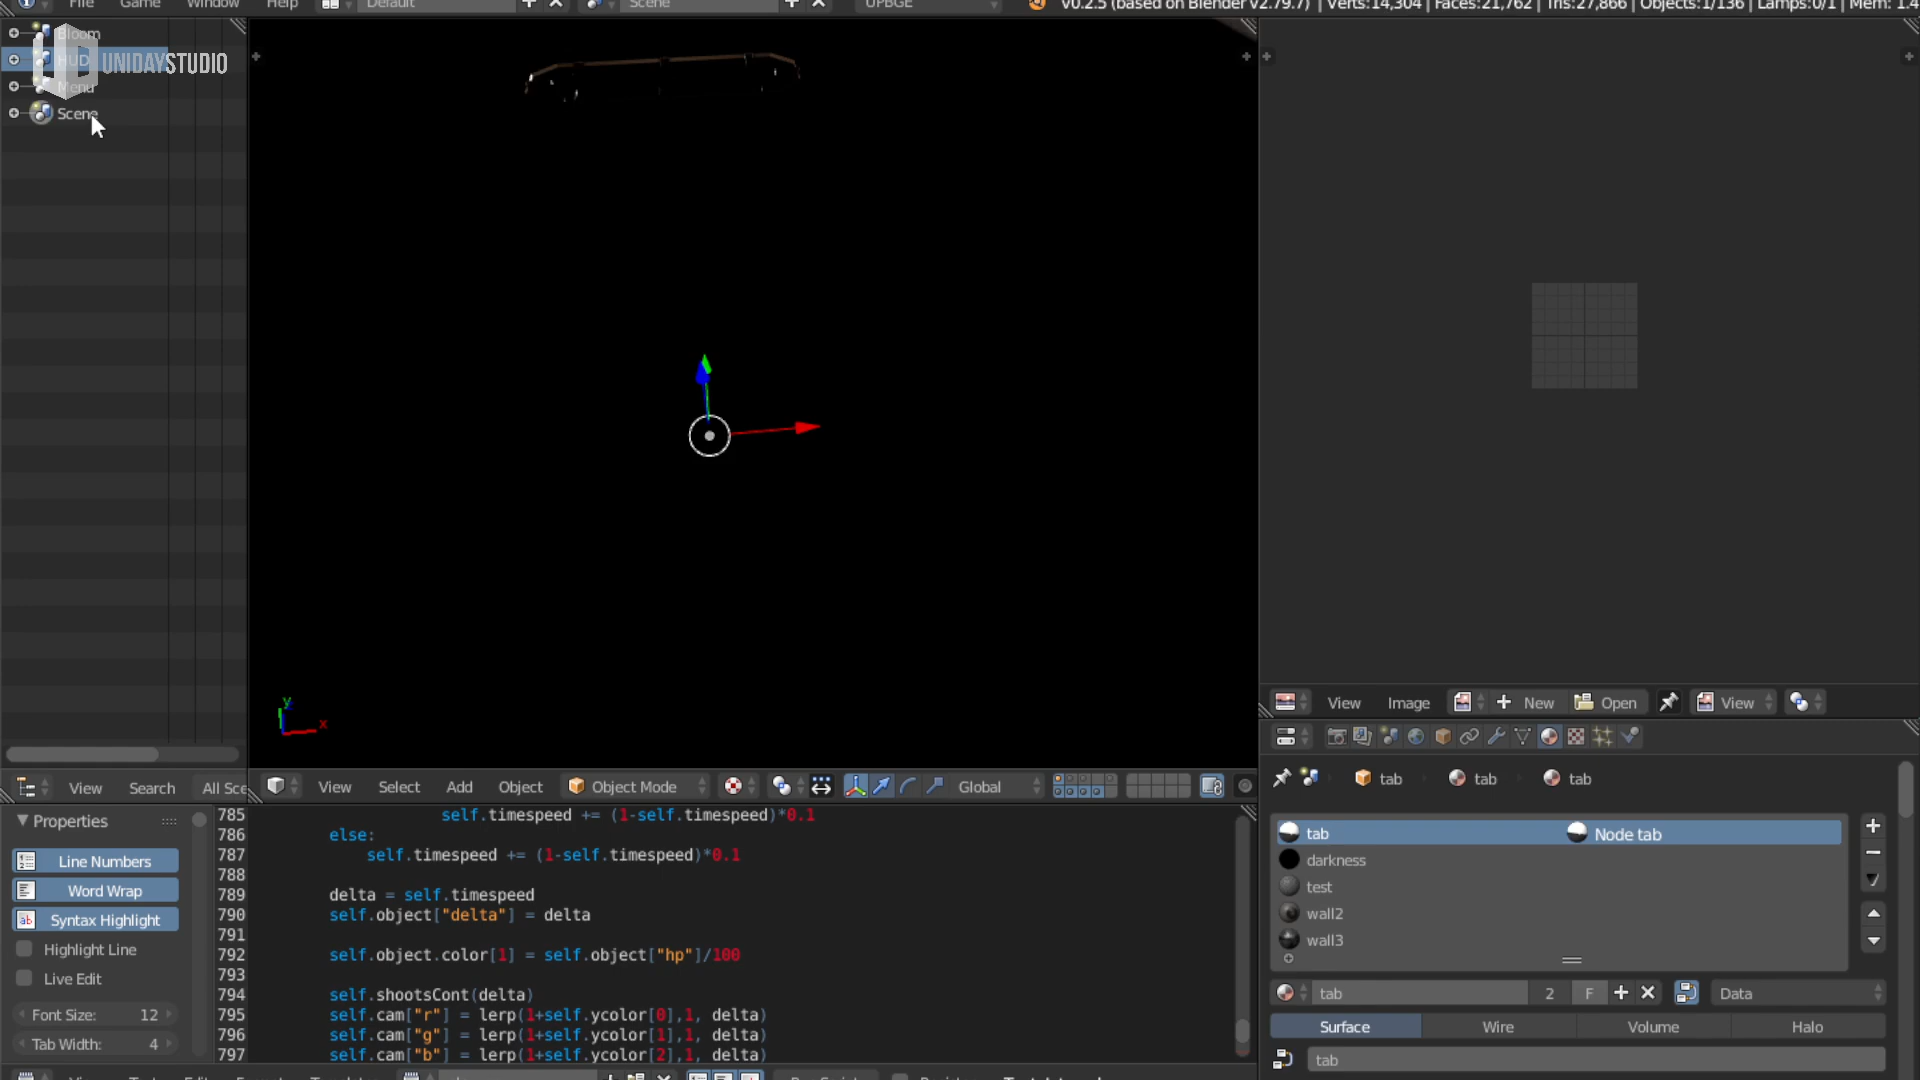 File Game Window Help Default Scene UPBGE v0.2.5 (based on Blender v2.79.7) | Verts:14,304 | Faces:21,762 | Tris:27,866 | Objects:1/136 | Lamps:0/1 | Mem: 1.4
Bloom
HUD
UNIDAYSTUDIO
Menu
Scene
y
x
View Image New Open View
View Search All Sce
View Select Add Object Object Mode Global
tab tab tab
Properties
Line Numbers
Word Wrap
Syntax Highlight
Highlight Line
Live Edit
Font Size: 12
Tab Width: 4
785 self.timespeed += (1-self.timespeed)*0.1
786 else:
787 self.timespeed += (1-self.timespeed)*0.1
788
789 delta = self.timespeed
790 self.object["delta"] = delta
791
792 self.object.color[1] = self.object["hp"]/100
793
794 self.shootsCont(delta)
795 self.cam["r"] = lerp(1+self.ycolor[0],1, delta)
796 self.cam["g"] = lerp(1+self.ycolor[1],1, delta)
797 self.cam["b"] = lerp(1+self.ycolor[2],1, delta)
tab Node tab
darkness
test
wall2
wall3
tab 2 F Data
Surface Wire Volume Halo
tab